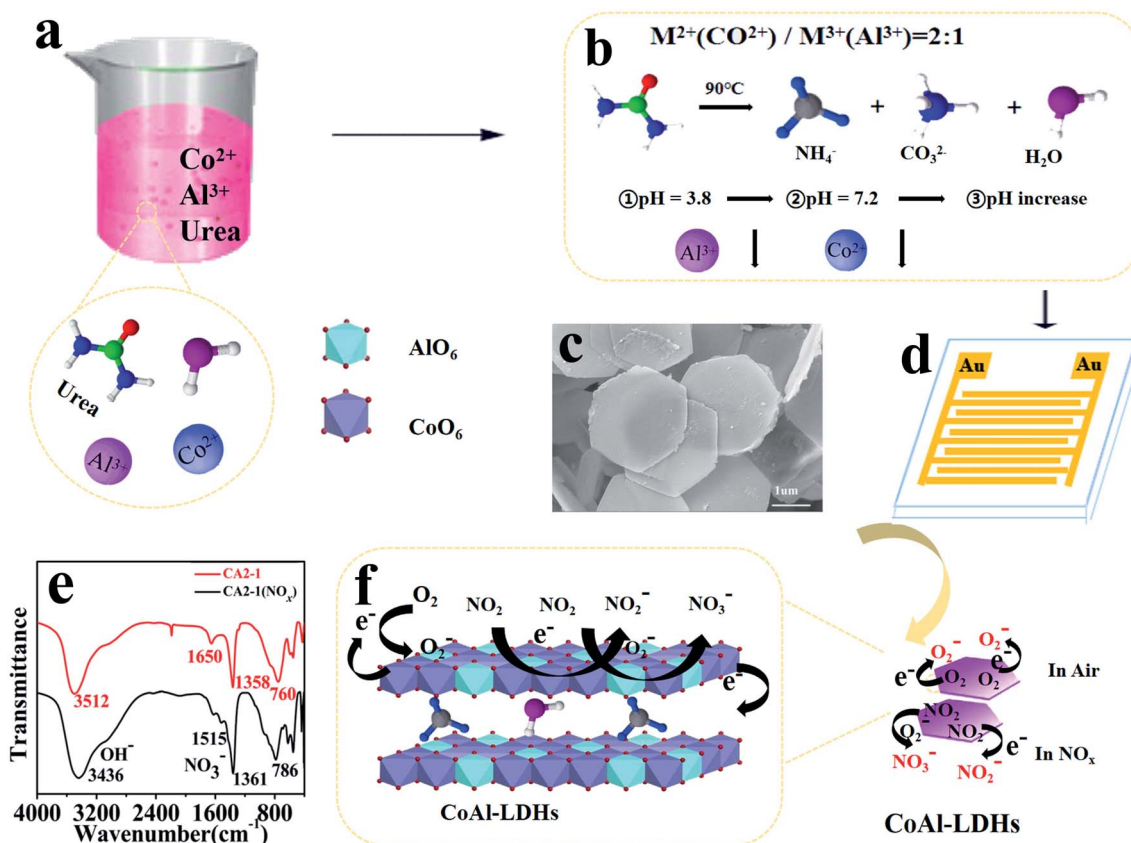 a
Co²⁺
Al³⁺
Urea
Urea
Al³⁺
Co²⁺
AlO₆
CoO₆
b
M²⁺(CO²⁺) / M³⁺(Al³⁺)=2:1
90°C
+
+
NH₄⁻
CO₃²⁻
H₂O
①pH = 3.8
②pH = 7.2
③pH increase
Al³⁺
Co²⁺
c
1um
d
Au
Au
e
CA2-1
CA2-1(NOₓ)
Transmittance
3512
1650
1358
760
OH⁻
3436
1515
NO₃⁻
1361
786
4000 3200 2400 1600 800
Wavenumber(cm⁻¹)
f
O₂
NO₂
NO₂
NO₂⁻
NO₃⁻
e⁻
O₂⁻
e⁻
O₂⁻
e⁻
CoAl-LDHs
O₂⁻
O₂⁻
e⁻
e⁻
O₂
O₂
In Air
NO₂
O₂⁻
NO₂
e⁻
In NOₓ
NO₃⁻
NO₂⁻
CoAl-LDHs